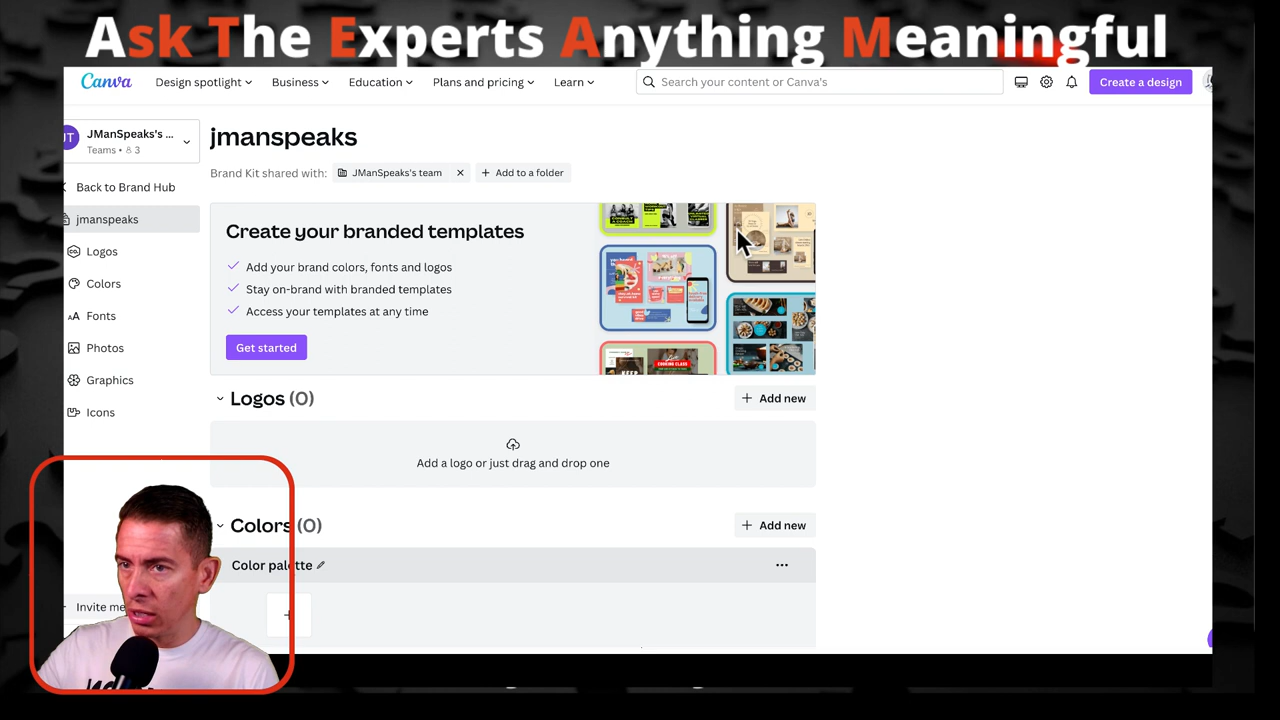 Ask The Experts Anything Meaningful
Canva
Design spotlight
Business
Education
Plans and pricing
Learn
Search your content or Canva's
Create a design
JT
JManSpeaks's ...
Teams • 3
Back to Brand Hub
jmanspeaks
Logos
Colors
Fonts
Photos
Graphics
Icons
Invite me
jmanspeaks
Brand Kit shared with:
JManSpeaks's team
Add to a folder
Create your branded templates
Add your brand colors, fonts and logos
Stay on-brand with branded templates
Access your templates at any time
Get started
Logos (0)
Add new
Add a logo or just drag and drop one
Colors (0)
Add new
Color palette